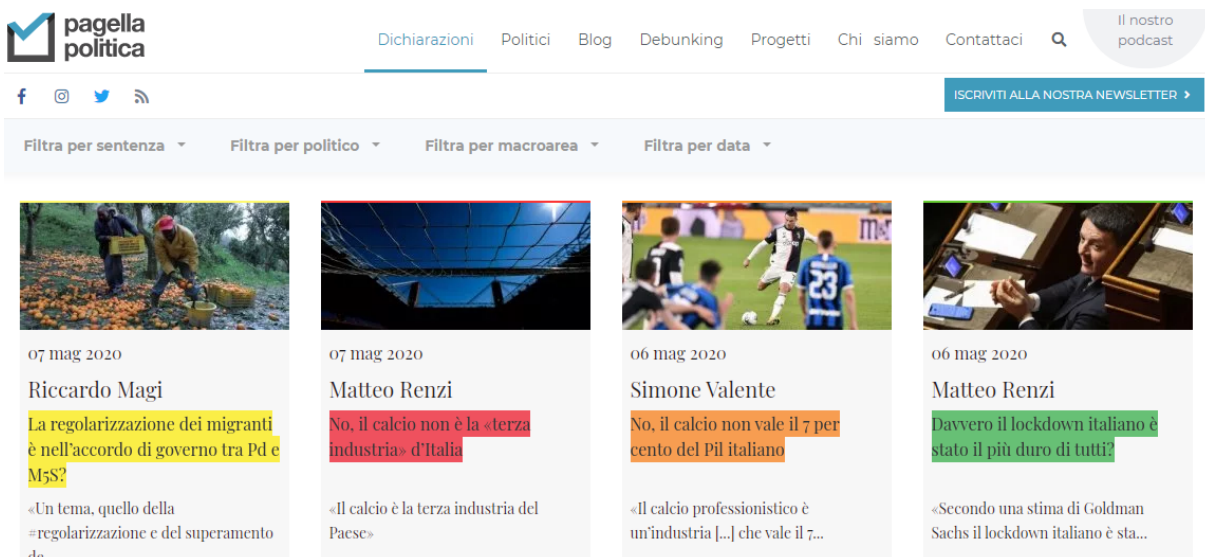 pagella
politica
Dichiarazioni Politici Blog Debunking Progetti Chi siamo Contattaci
Il nostro
podcast
ISCRIVITI ALLA NOSTRA NEWSLETTER
Filtra per sentenza Filtra per politico Filtra per macroarea Filtra per data
23
07 mag 2020
Riccardo Magi
La regolarizzazione dei migranti
è nell'accordo di governo tra Pd e
M5S?
«Un tema, quello della
#regolarizzazione e del superamento
de...
07 mag 2020
Matteo Renzi
No, il calcio non è la «terza
industria» d'Italia
«Il calcio è la terza industria del
Paese»
06 mag 2020
Simone Valente
No, il calcio non vale il 7 per
cento del Pil italiano
«Il calcio professionistico è
un'industria [...] che vale il 7...
06 mag 2020
Matteo Renzi
Davvero il lockdown italiano è
stato il più duro di tutti?
«Secondo una stima di Goldman
Sachs il lockdown italiano è sta...